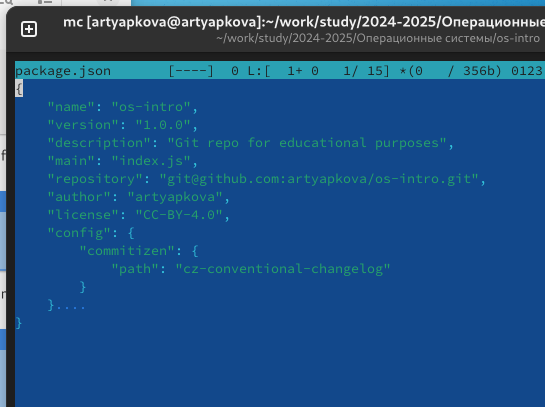 mc [artyapkova@artyapkova]:~/work/study/2024-2025/Операционные
~/work/study/2024-2025/Операционные системы/os-intro
package.json [----] 0 L:[ 1+ 0 1/ 15] *(0 / 356b) 0123
{
"name": "os-intro",
"version": "1.0.0",
"description": "Git repo for educational purposes",
"main": "index.js",
"repository": "git@github.com:artyapkova/os-intro.git",
"author": "artyapkova",
"license": "CC-BY-4.0",
"config": {
"commitizen": {
"path": "cz-conventional-changelog"
}
}....
}